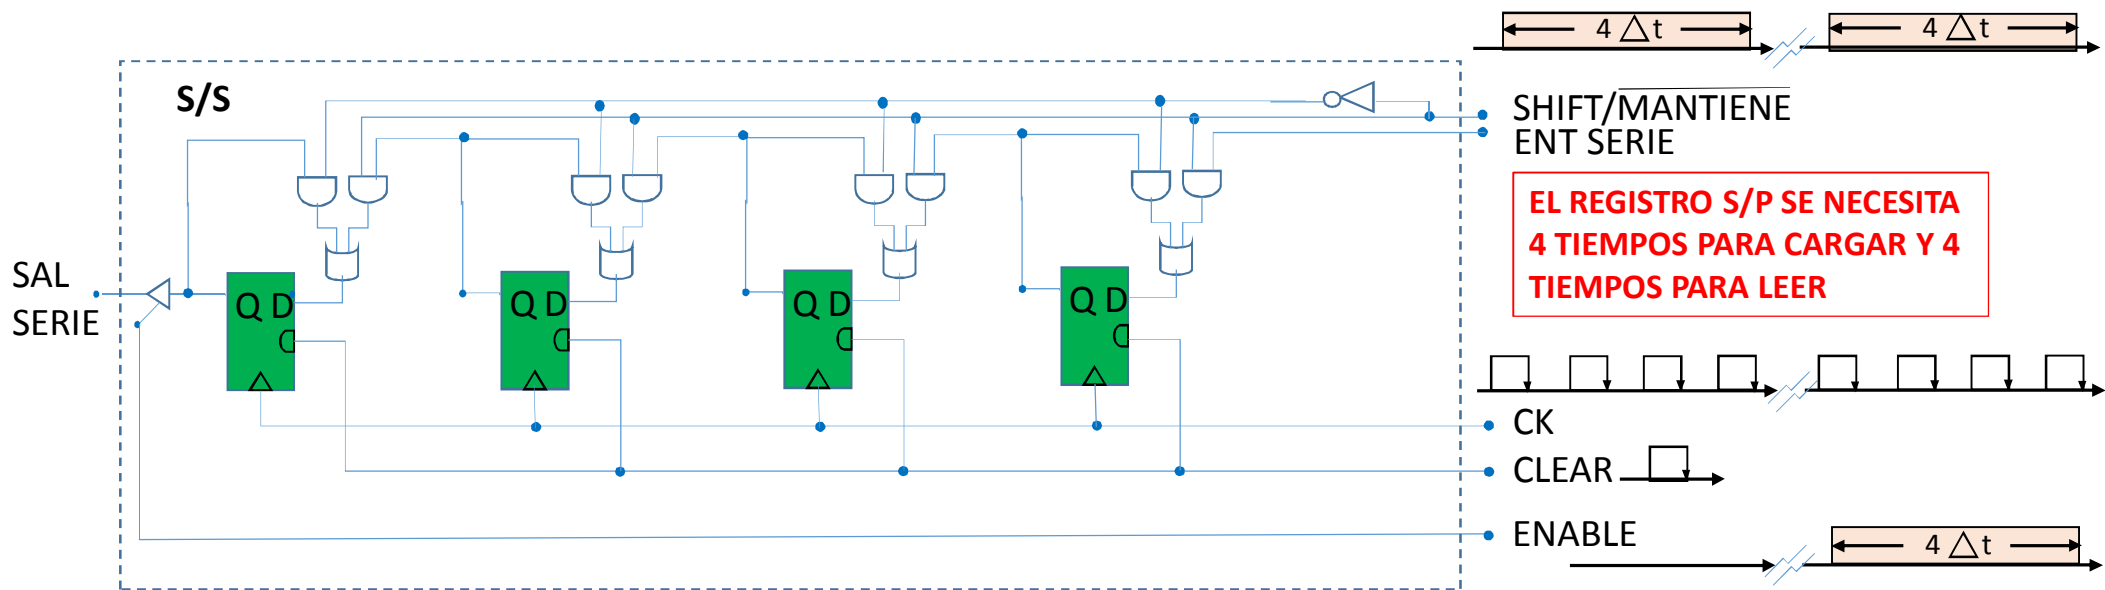 4 △ t
4 △ t
S/S
SHIFT/MANTIENE
ENT SERIE
EL REGISTRO S/P SE NECESITA
4 TIEMPOS PARA CARGAR Y 4
TIEMPOS PARA LEER
SAL
SERIE
Q D
Q D
Q D
Q D
CK
CLEAR
ENABLE
4 △ t